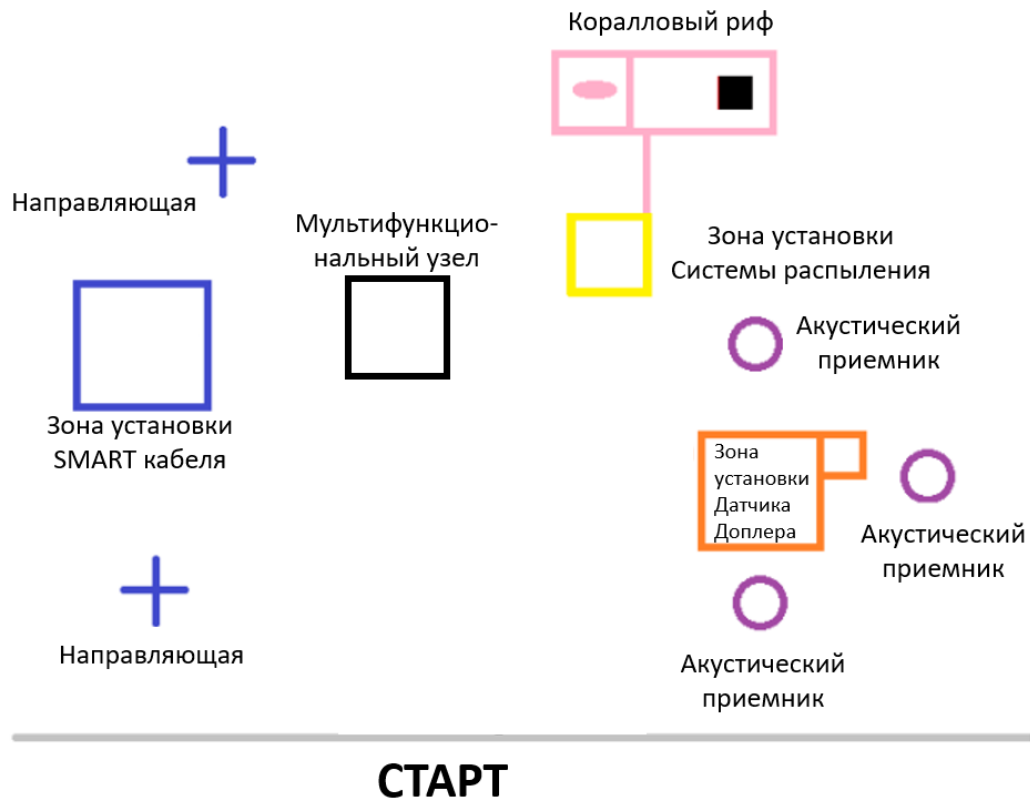 Коралловый риф
Направляющая
Мультифункцио-
нальный узел
Зона установки
Системы распыления
Акустический
приемник
Зона установки
SMART кабеля
Зона
установки
Датчика
Доплера
Акустический
приемник
Направляющая
Акустический
приемник
СТАРТ